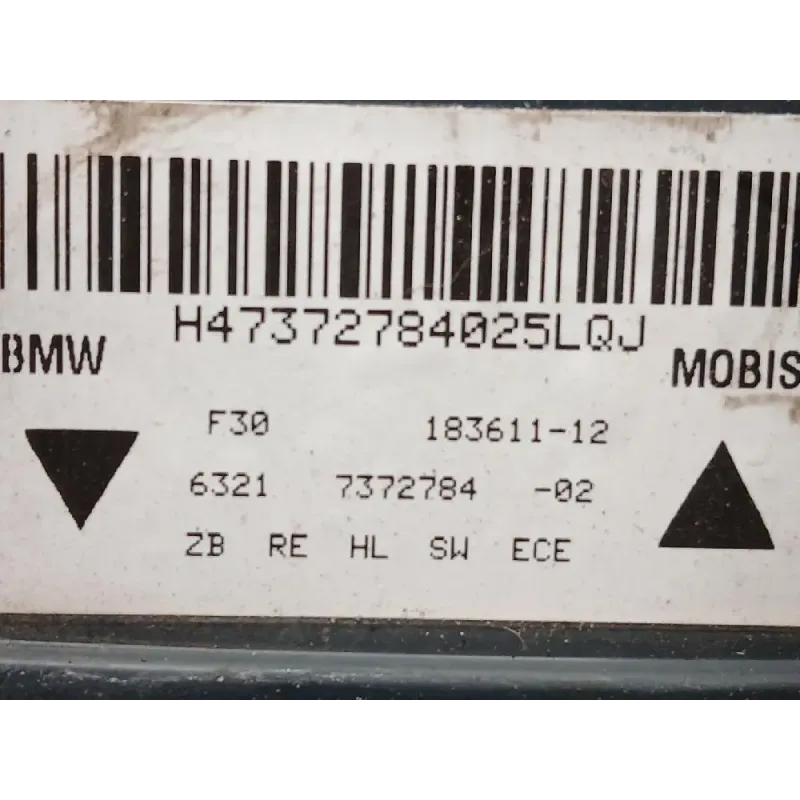 H47372784025LQJ
BMW
MOBIS
F30 183611-12
6321 7372784 -02
ZB RE HL SW ECE